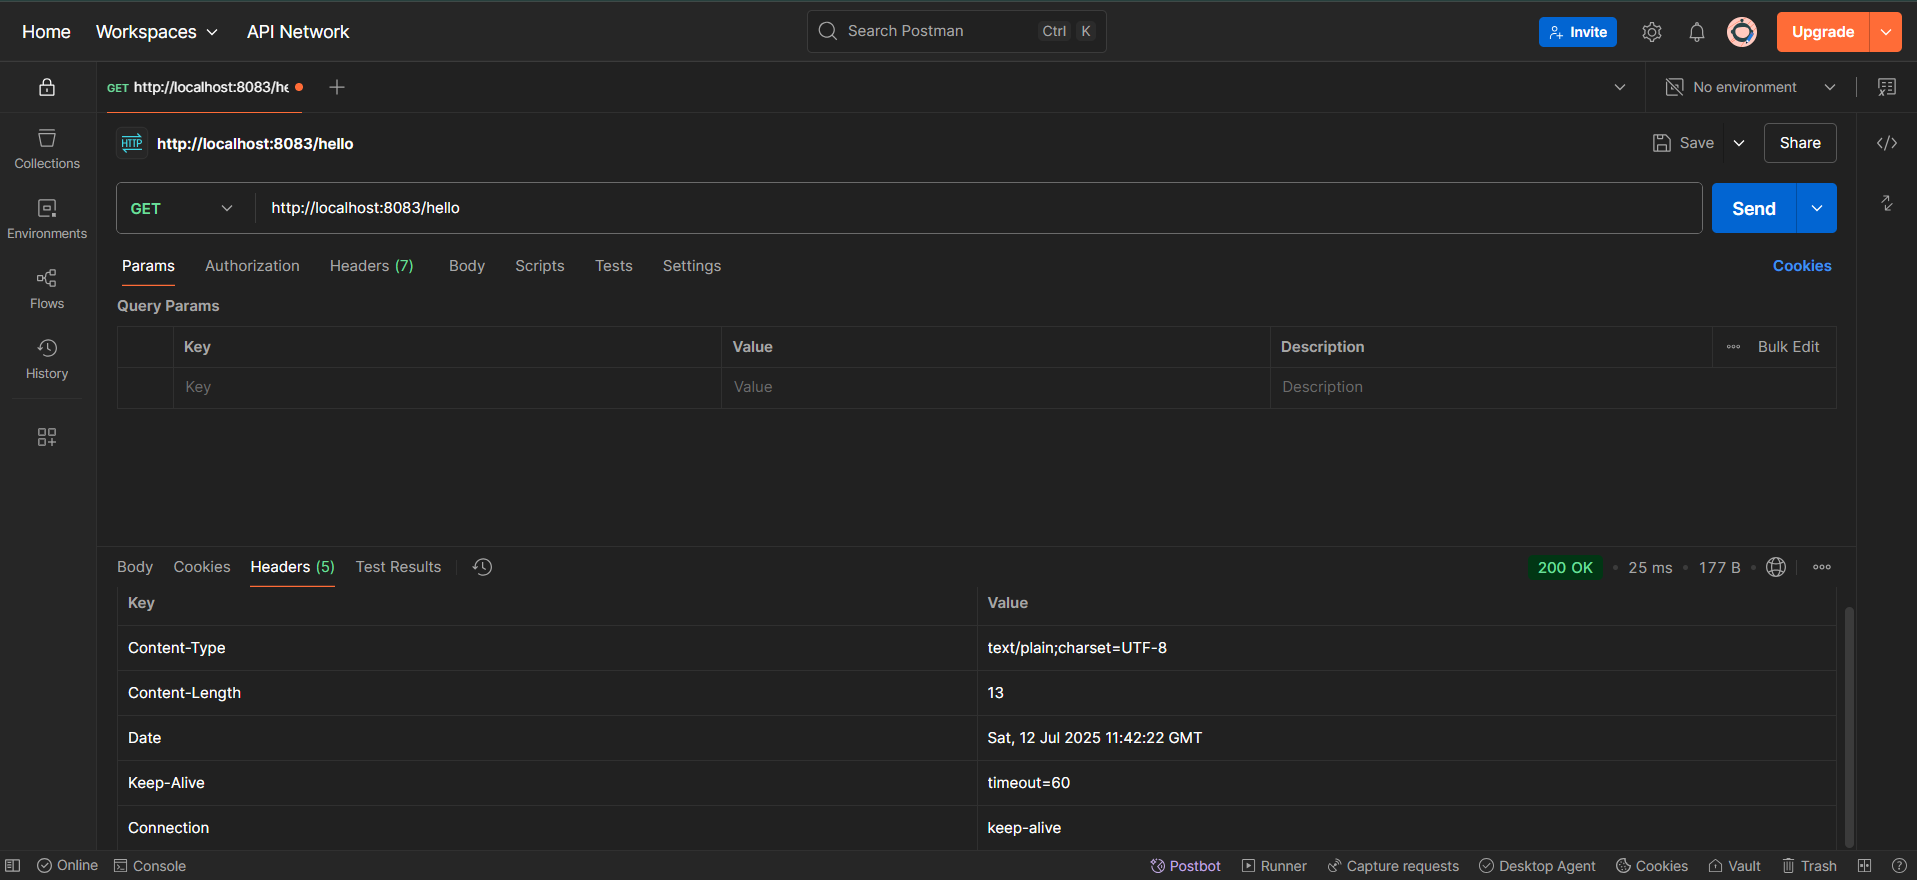 Home Workspaces API Network Search Postman Ctrl K Invite Upgrade
GET http://localhost:8083/he No environment
HTTP http://localhost:8083/hello Save Share
Collections
GET http://localhost:8083/hello Send
Environments
Params Authorization Headers (7) Body Scripts Tests Settings Cookies
Flows
Query Params
Key Value Description Bulk Edit
History
Key Value Description
Body Cookies Headers (5) Test Results 200 OK 25 ms 177 B
Key Value
Content-Type text/plain;charset=UTF-8
Content-Length 13
Date Sat, 12 Jul 2025 11:42:22 GMT
Keep-Alive timeout=60
Connection keep-alive
Online Console Postbot Runner Capture requests Desktop Agent Cookies Vault Trash